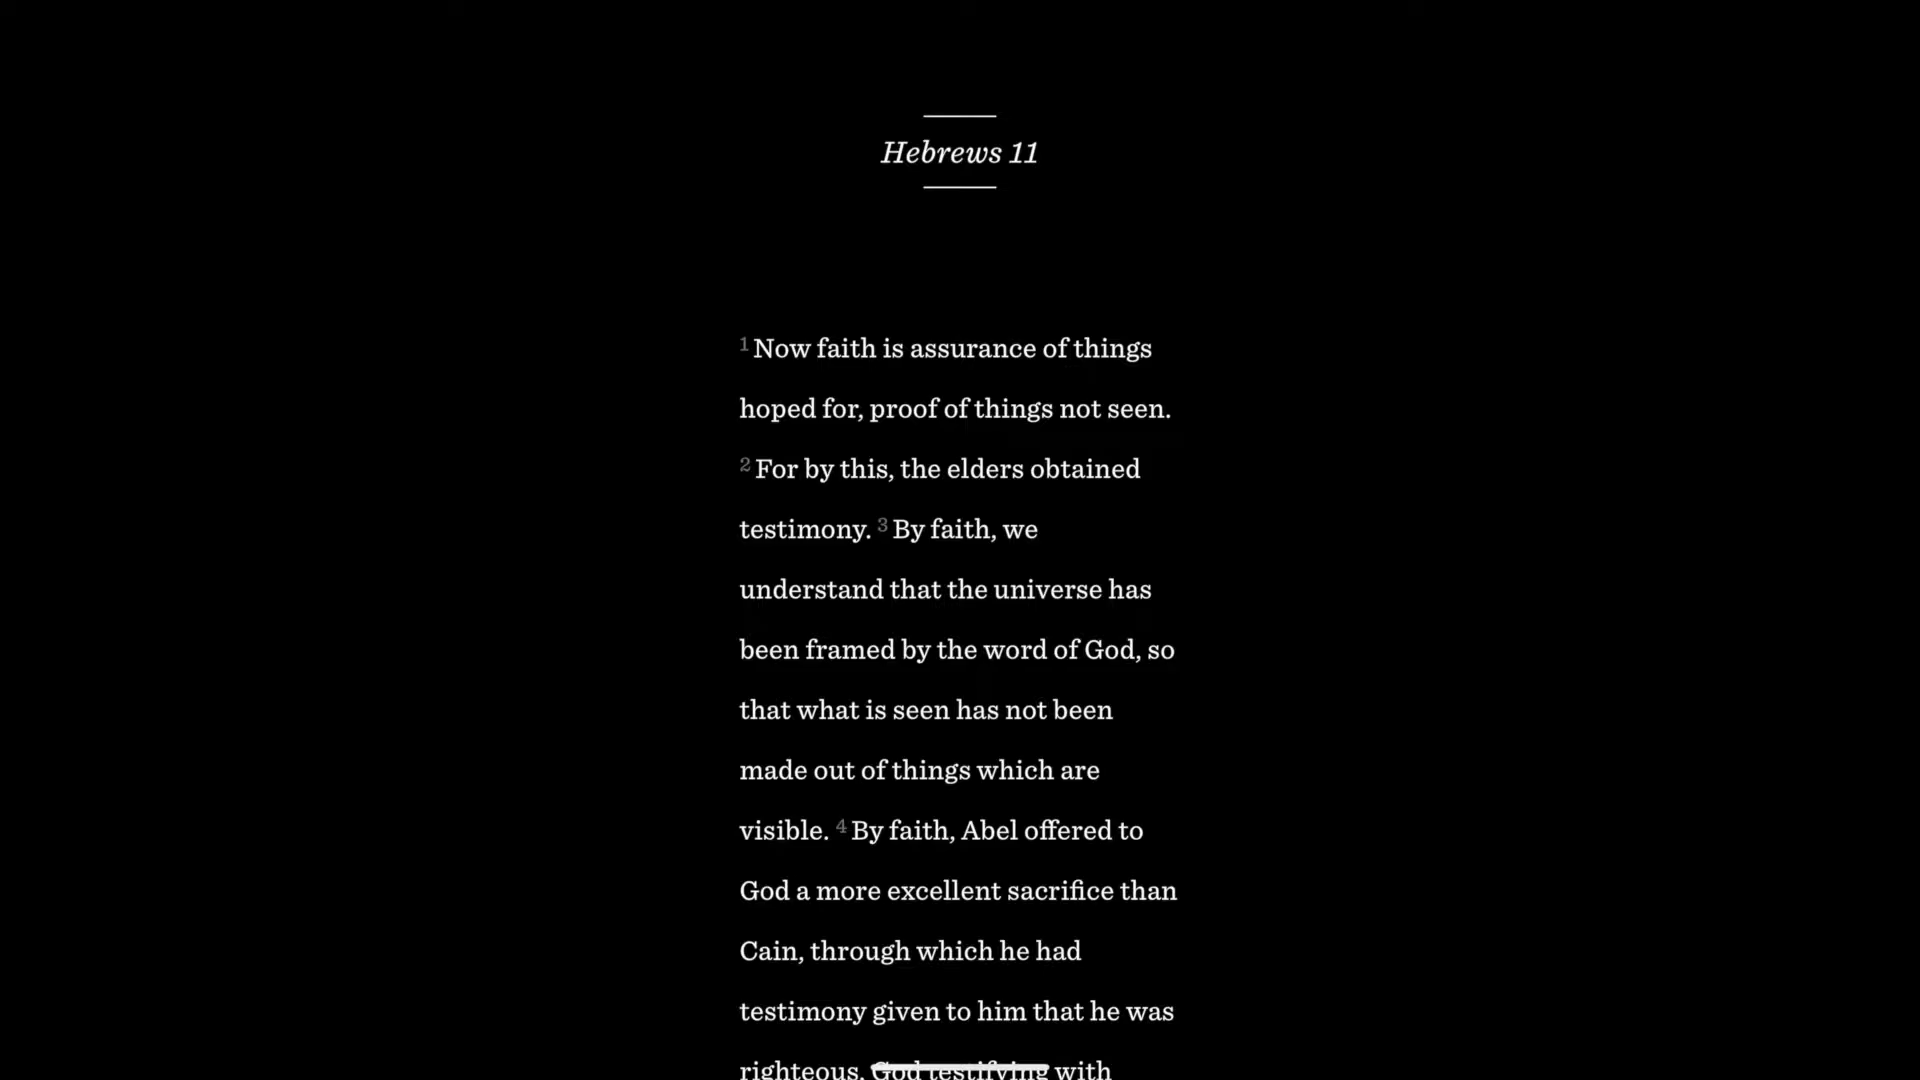 Hebrews 11
1 Now faith is assurance of things
hoped for, proof of things not seen.
2 For by this, the elders obtained
testimony. 3 By faith, we
understand that the universe has
been framed by the word of God, so
that what is seen has not been
made out of things which are
visible. 4 By faith, Abel offered to
God a more excellent sacrifice than
Cain, through which he had
testimony given to him that he was
righteous, God testifying with